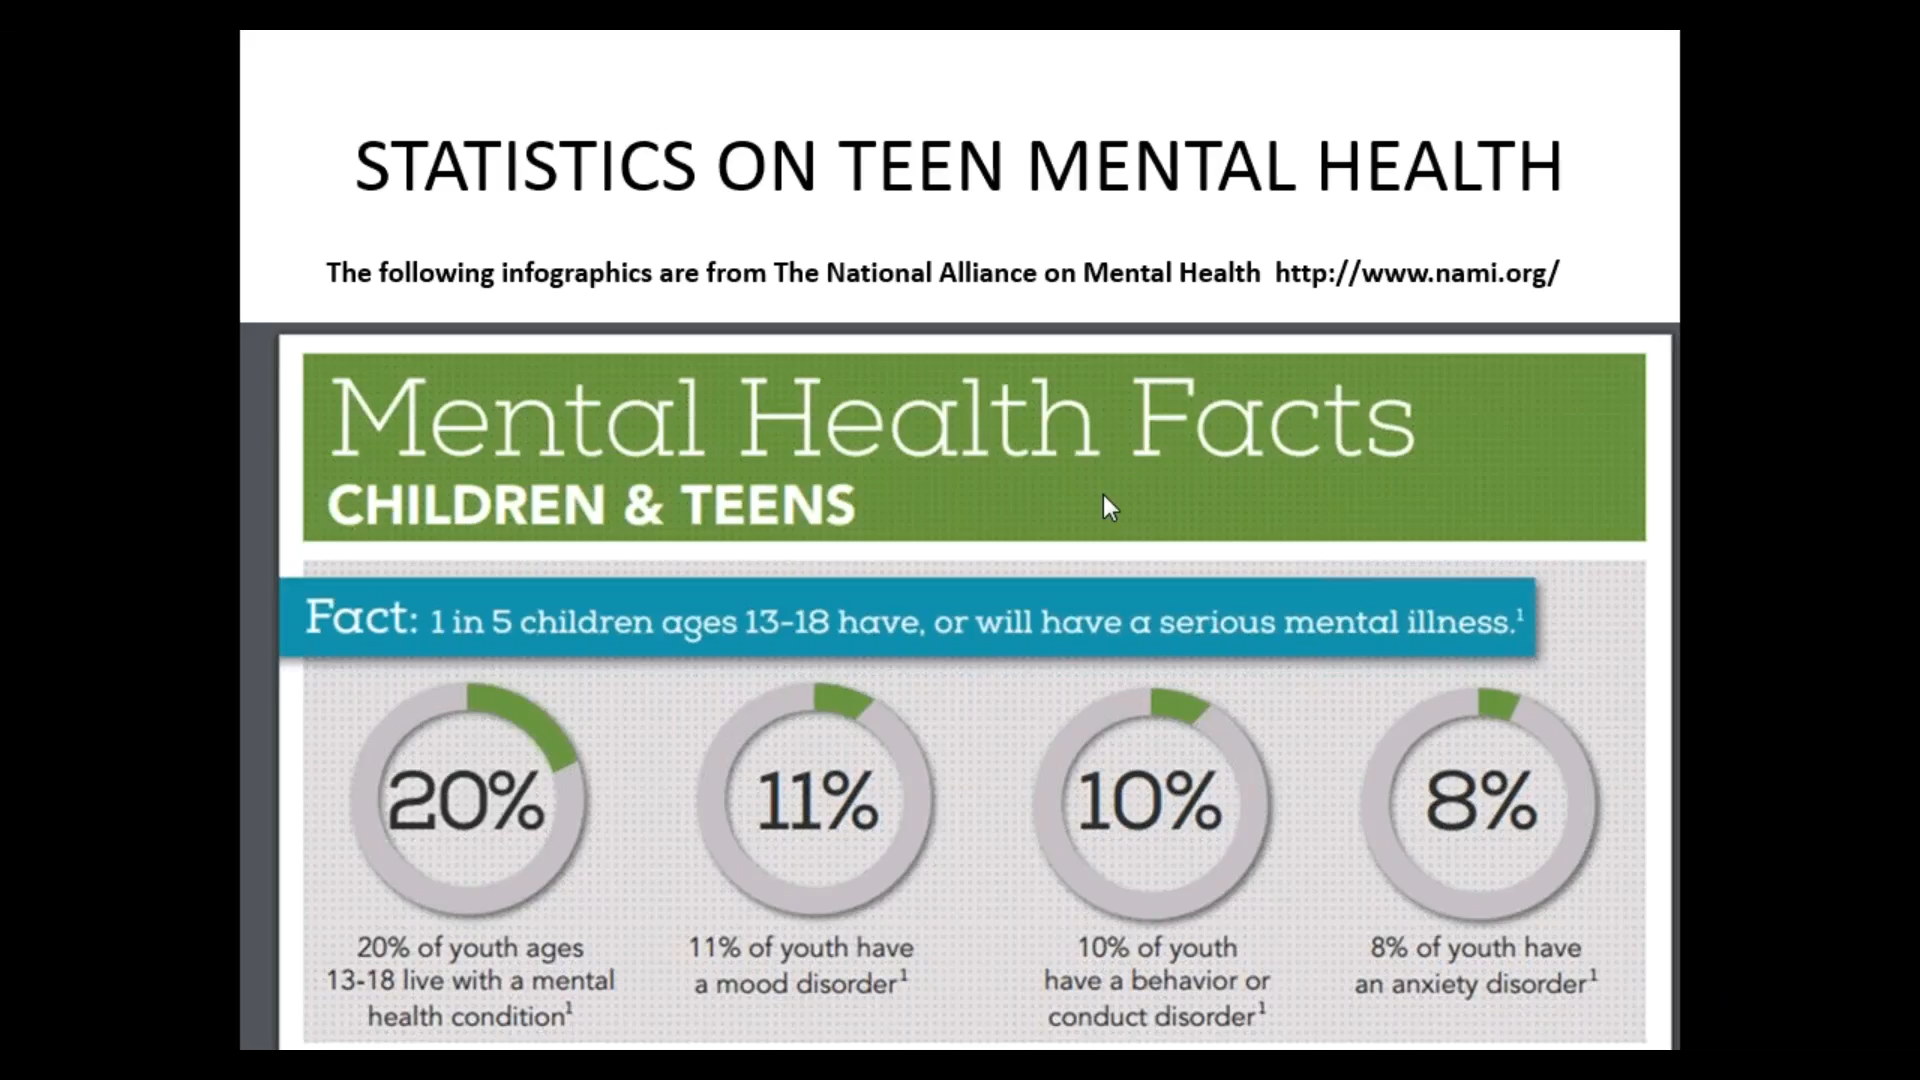 STATISTICS ON TEEN MENTAL HEALTH
The following infographics are from The National Alliance on Mental Health http://www.nami.org/
Mental Health Facts
CHILDREN & TEENS
Fact: 1 in 5 children ages 13-18 have, or will have a serious mental illness.¹
20%
20% of youth ages
13-18 live with a mental
health condition¹
11%
11% of youth have
a mood disorder¹
10%
10% of youth
have a behavior or
conduct disorder¹
8%
8% of youth have
an anxiety disorder¹